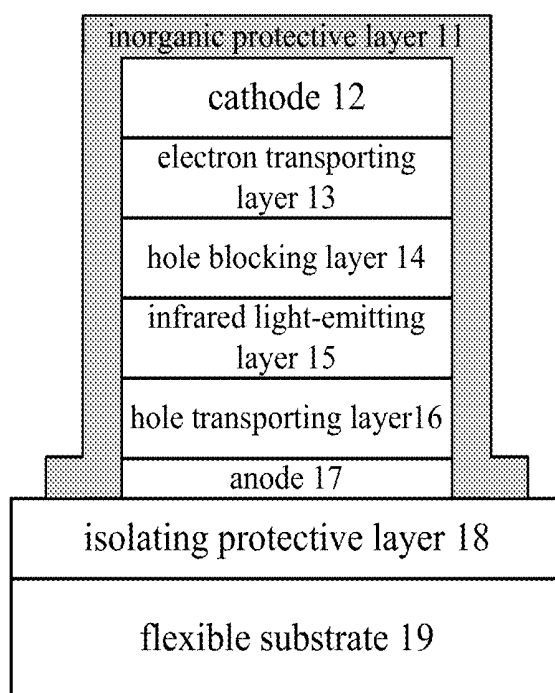 inorganic protective layer 11
cathode 12
electron transporting
layer 13
hole blocking layer 14
infrared light-emitting
layer 15
hole transporting layer16
anode 17
isolating protective layer 18
flexible substrate 19